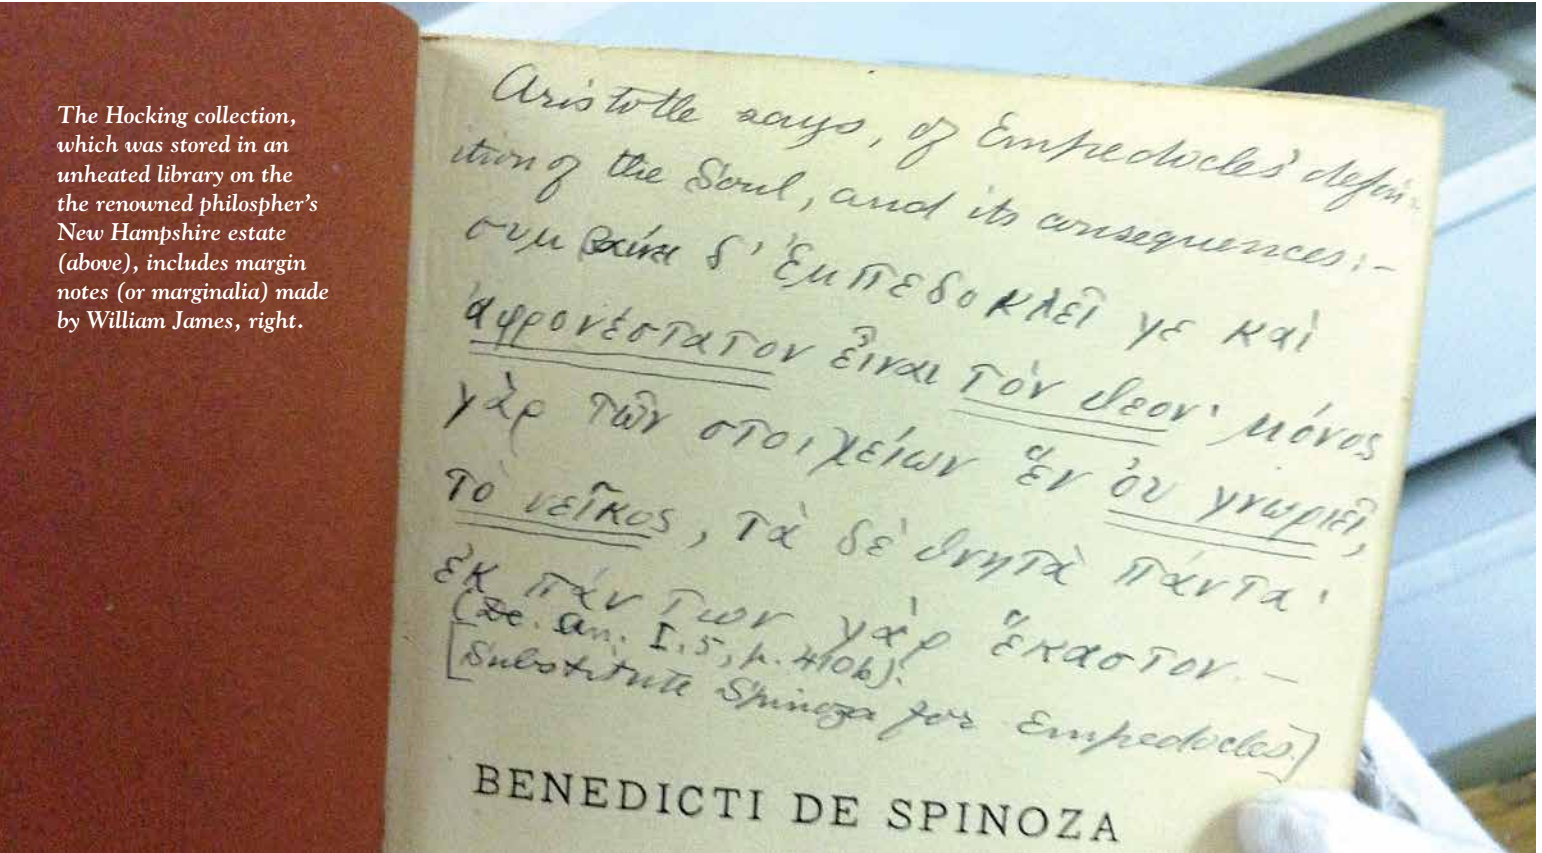 The Hocking collection,
which was stored in an
unheated library on the
the renowned philospher's
New Hampshire estate
(above), includes margin
notes (or marginalia) made
by William James, right.
Aristotle says, of Empedocles' defin-
ition of the Soul, and its consequences:-
συμβαίνει δ' Ἐμπεδοκλεῖ γε καὶ
ἀφρονέστατον εἶναι τὸν θεόν· μόνος
γὰρ τῶν στοιχείων ἓν οὐ γνωριεῖ,
τὸ νεῖκος, τὰ δὲ θνητὰ πάντα·
ἐκ πάντων γὰρ ἕκαστον. —
(De. An. I, 5, p. 410b).
[Substitute Spinoza for Empedocles.]
BENEDICTI DE SPINOZA